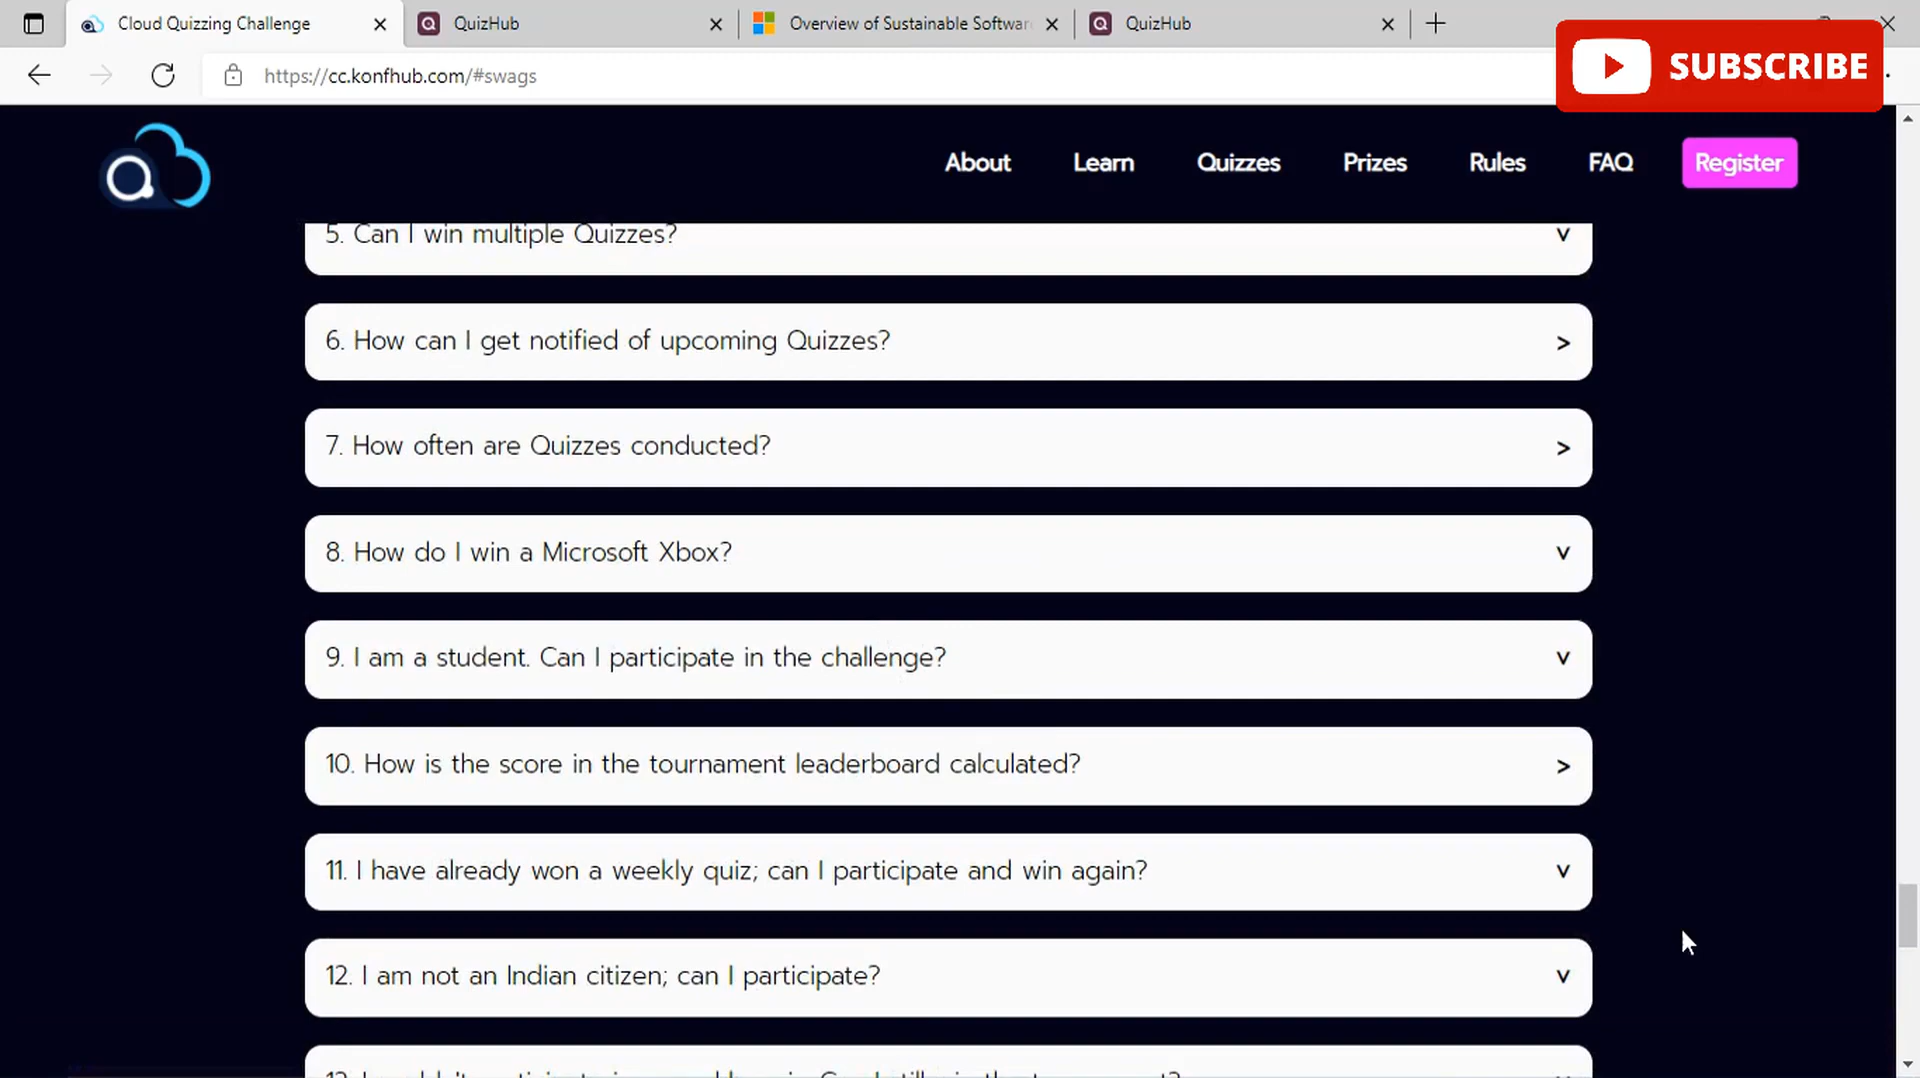 Cloud Quizzing Challenge
QuizHub
Overview of Sustainable Softwar
QuizHub
https://cc.konfhub.com/#swags
SUBSCRIBE
About
Learn
Quizzes
Prizes
Rules
FAQ
Register
5. Can I win multiple Quizzes?
6. How can I get notified of upcoming Quizzes?
7. How often are Quizzes conducted?
8. How do I win a Microsoft Xbox?
9. I am a student. Can I participate in the challenge?
10. How is the score in the tournament leaderboard calculated?
11. I have already won a weekly quiz; can I participate and win again?
12. I am not an Indian citizen; can I participate?